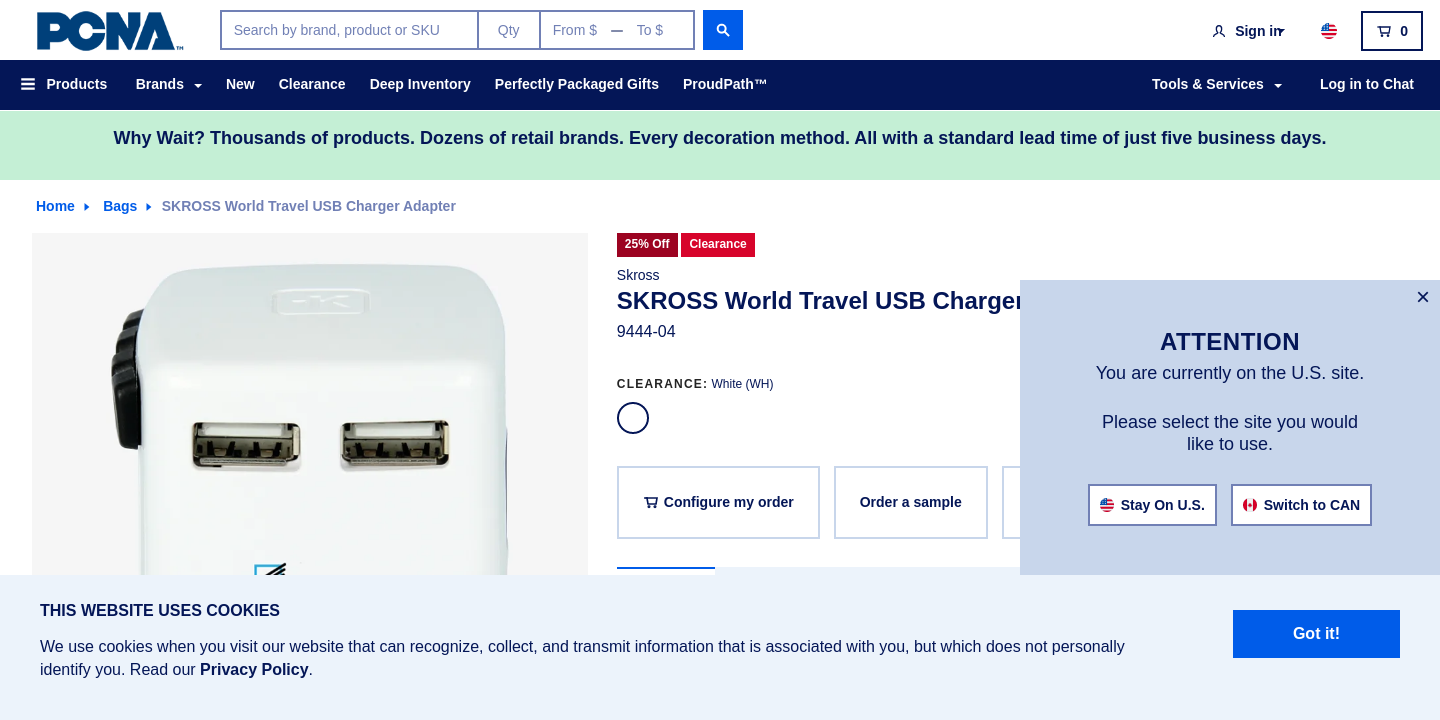 PCNA™
Search by brand, product or SKU
Qty
From $ — To $
Sign in
0
Products
Brands
New
Clearance
Deep Inventory
Perfectly Packaged Gifts
ProudPath™
Tools & Services
Log in to Chat
Why Wait? Thousands of products. Dozens of retail brands. Every decoration method. All with a standard lead time of just five business days.
Home
Bags
SKROSS World Travel USB Charger Adapter
25% Off
Clearance
Skross
SKROSS World Travel USB Charger
9444-04
CLEARANCE: White (WH)
Configure my order
Order a sample
×
ATTENTION
You are currently on the U.S. site.
Please select the site you would
like to use.
Stay On U.S.
Switch to CAN
THIS WEBSITE USES COOKIES
We use cookies when you visit our website that can recognize, collect, and transmit information that is associated with you, but which does not personally
identify you. Read our Privacy Policy.
Got it!